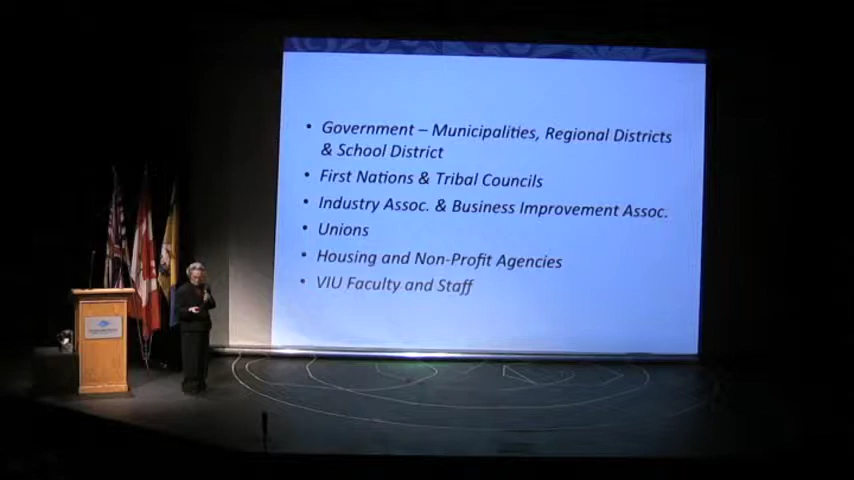 • Government – Municipalities, Regional Districts
& School District
• First Nations & Tribal Councils
• Industry Assoc. & Business Improvement Assoc.
• Unions
• Housing and Non-Profit Agencies
• VIU Faculty and Staff